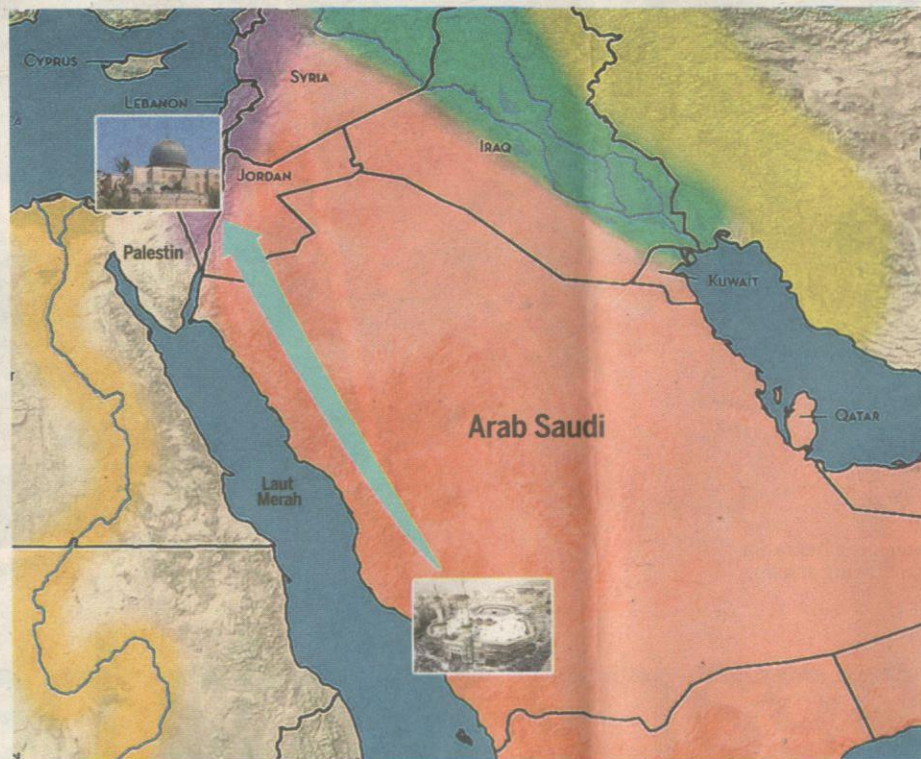 CYPRUS
SYRIA
LEBANON
IRAQ
JORDAN
Palestin
KUWAIT
Arab Saudi
QATAR
Laut
Merah